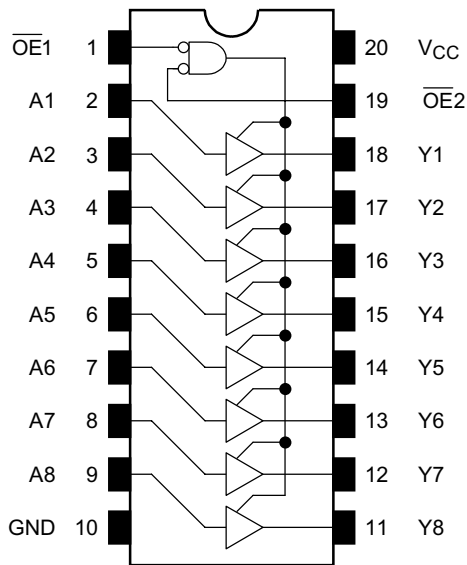 OE1 1 20 VCC
A1 2 19 OE2
A2 3 18 Y1
A3 4 17 Y2
A4 5 16 Y3
A5 6 15 Y4
A6 7 14 Y5
A7 8 13 Y6
A8 9 12 Y7
GND 10 11 Y8